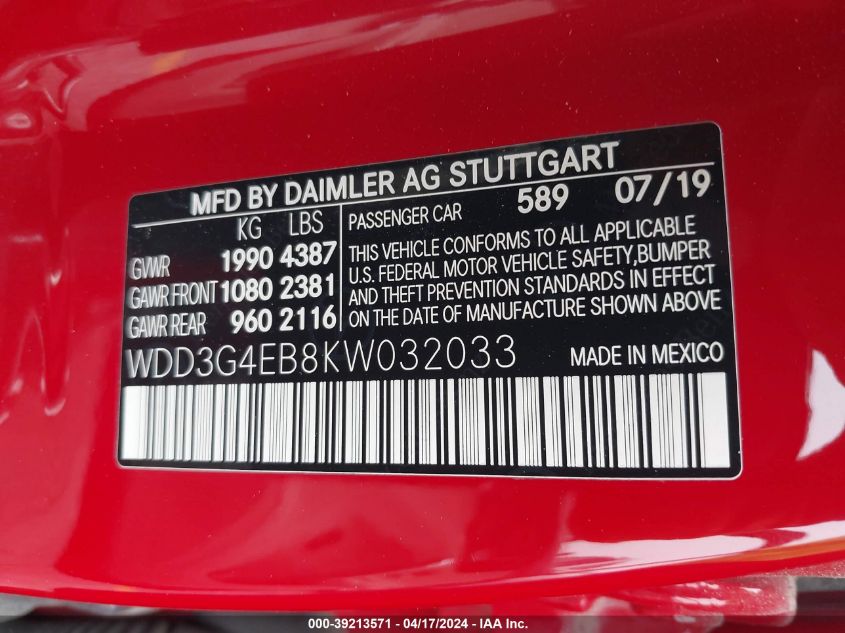 MFD BY DAIMLER AG STUTTGART
KG LBS
GVWR 1990 4387
GAWR FRONT 1080 2381
GAWR REAR 960 2116
PASSENGER CAR 589 07/19
THIS VEHICLE CONFORMS TO ALL APPLICABLE
U.S. FEDERAL MOTOR VEHICLE SAFETY,BUMPER
AND THEFT PREVENTION STANDARDS IN EFFECT
ON THE DATE OF MANUFACTURE SHOWN ABOVE
WDD3G4EB8KW032033 MADE IN MEXICO
000-39213571 - 04/17/2024 - IAA Inc.